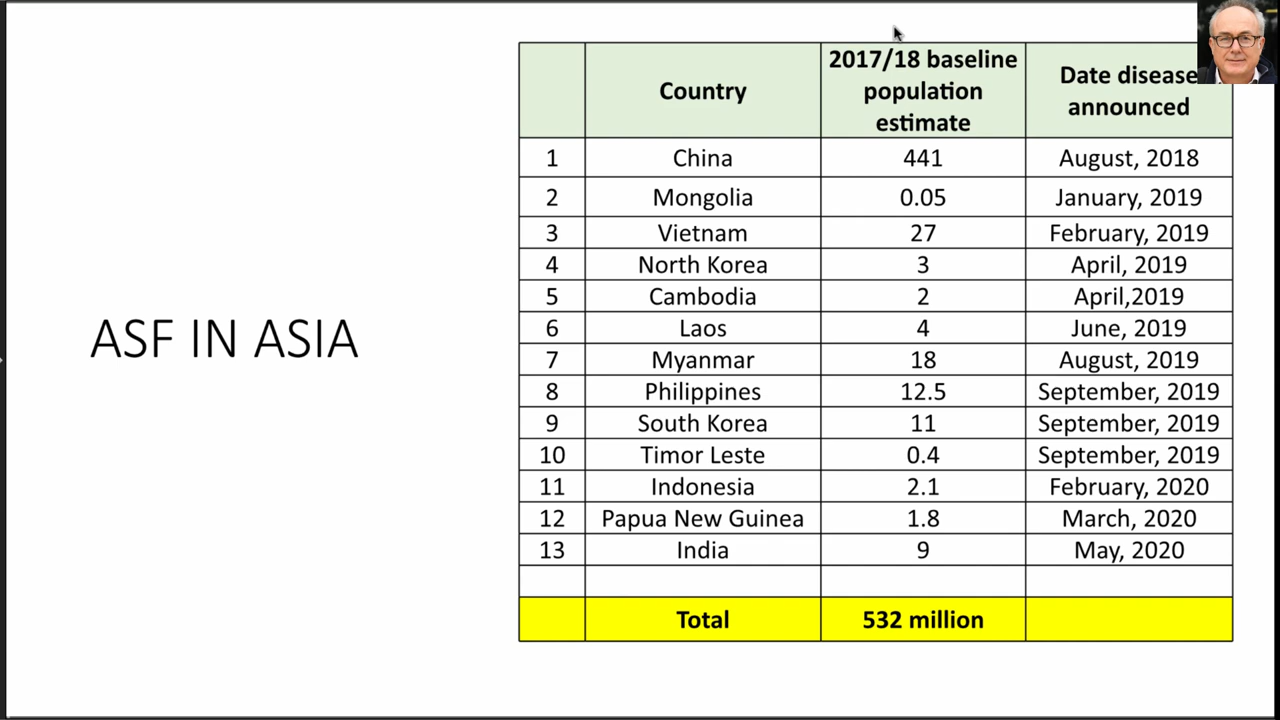 ASF IN ASIA
Country
2017/18 baseline
population
estimate
Date disease
announced
1 China 441 August, 2018
2 Mongolia 0.05 January, 2019
3 Vietnam 27 February, 2019
4 North Korea 3 April, 2019
5 Cambodia 2 April,2019
6 Laos 4 June, 2019
7 Myanmar 18 August, 2019
8 Philippines 12.5 September, 2019
9 South Korea 11 September, 2019
10 Timor Leste 0.4 September, 2019
11 Indonesia 2.1 February, 2020
12 Papua New Guinea 1.8 March, 2020
13 India 9 May, 2020
Total 532 million